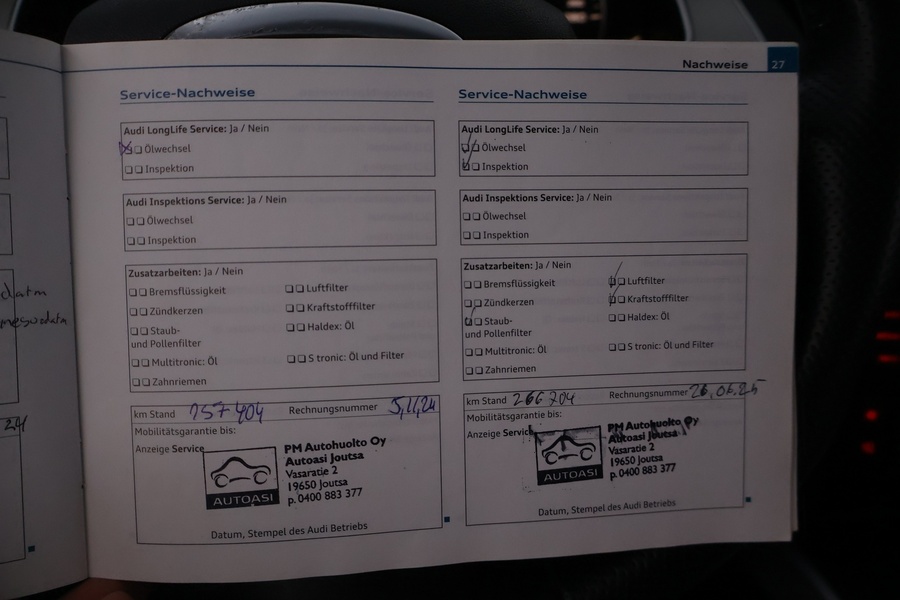 Nachweise 27
Service-Nachweise
Audi LongLife Service: Ja / Nein
Ölwechsel
Inspektion
Audi Inspektions Service: Ja / Nein
Ölwechsel
Inspektion
Zusatzarbeiten: Ja / Nein
Bremsflüssigkeit
Luftfilter
Zündkerzen
Kraftstofffilter
Staub-
und Pollenfilter
Haldex: Öl
Multitronic: Öl
S tronic: Öl und Filter
Zahnriemen
km Stand 257 404 Rechnungsnummer 5,11,24
Mobilitätsgarantie bis:
Anzeige Service
PM Autohuolto Oy
Autoasi Joutsa
Vasaratie 2
19650 Joutsa
p. 0400 883 377
AUTOASI
Datum, Stempel des Audi Betriebs
Service-Nachweise
Audi LongLife Service: Ja / Nein
Ölwechsel
Inspektion
Audi Inspektions Service: Ja / Nein
Ölwechsel
Inspektion
Zusatzarbeiten: Ja / Nein
Bremsflüssigkeit
Luftfilter
Zündkerzen
Kraftstofffilter
Staub-
und Pollenfilter
Haldex: Öl
Multitronic: Öl
S tronic: Öl und Filter
Zahnriemen
km Stand 266 704 Rechnungsnummer 26,06.25
Mobilitätsgarantie bis:
Anzeige Service
PM Autohuolto Oy
Autoasi Joutsa
Vasaratie 2
19650 Joutsa
p. 0400 883 377
AUTOASI
Datum, Stempel des Audi Betriebs